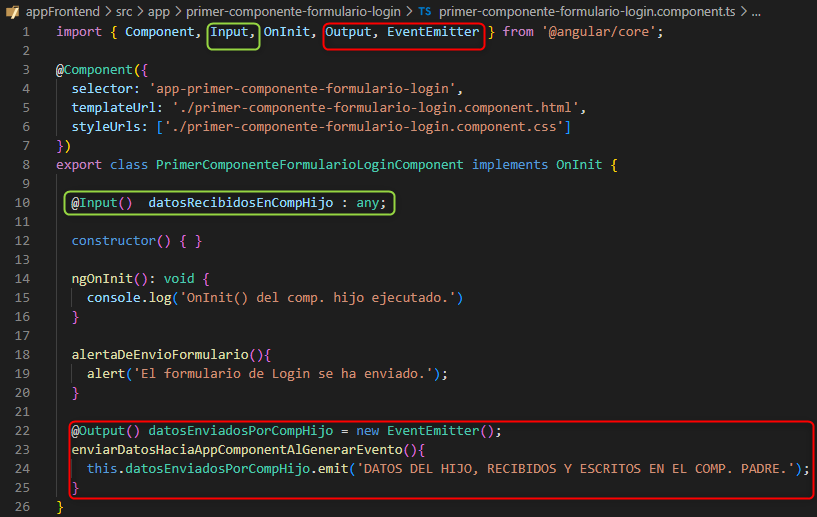 appFrontend > src > app > primer-componente-formulario-login > TS primer-componente-formulario-login.component.ts > ...
1 import { Component, Input, OnInit, Output, EventEmitter } from '@angular/core';
2
3 @Component({
4   selector: 'app-primer-componente-formulario-login',
5   templateUrl: './primer-componente-formulario-login.component.html',
6   styleUrls: ['./primer-componente-formulario-login.component.css']
7 })
8 export class PrimerComponenteFormularioLoginComponent implements OnInit {
9
10   @Input()  datosRecibidosEnCompHijo : any;
11
12   constructor() { }
13
14   ngOnInit(): void {
15     console.log('OnInit() del comp. hijo ejecutado.')
16   }
17
18   alertaDeEnvioFormulario(){
19     alert('El formulario de Login se ha enviado.');
20   }
21
22   @Output() datosEnviadosPorCompHijo = new EventEmitter();
23   enviarDatosHaciaAppComponentAlGenerarEvento(){
24     this.datosEnviadosPorCompHijo.emit('DATOS DEL HIJO, RECIBIDOS Y ESCRITOS EN EL COMP. PADRE.');
25   }
26 }